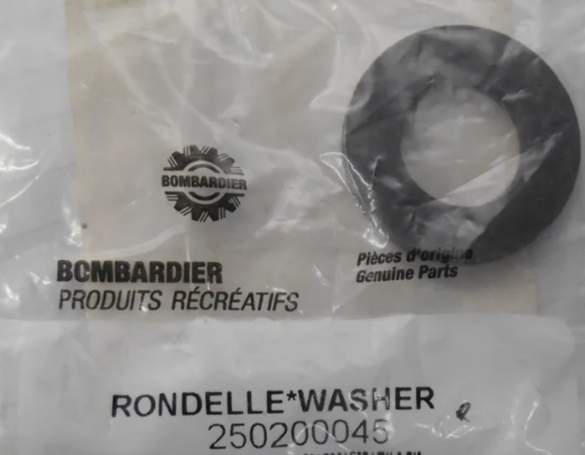 BOMBARDIER
Pièces d'origine
Genuine Parts
BOMBARDIER
PRODUITS RÉCRÉATIFS
RONDELLE*WASHER
250200045